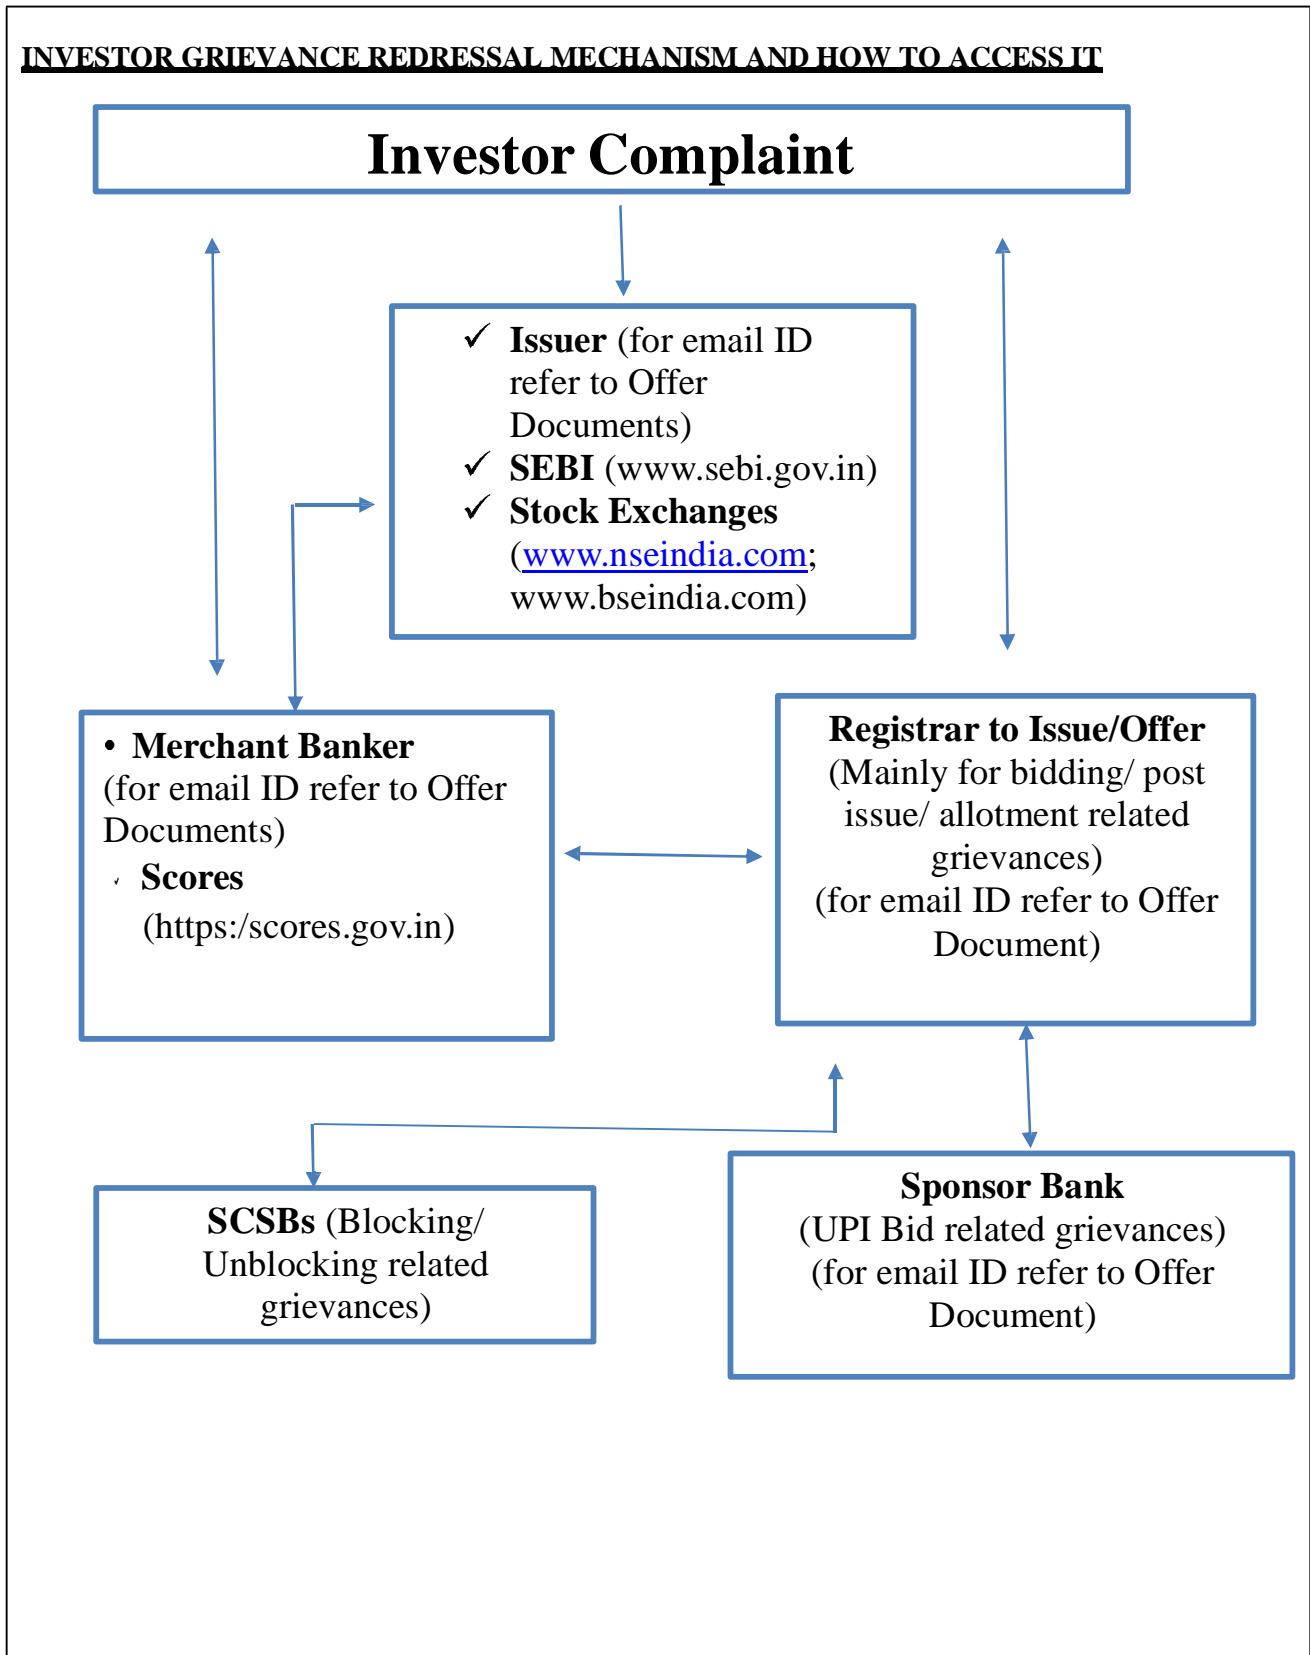 INVESTOR GRIEVANCE REDRESSAL MECHANISM AND HOW TO ACCESS IT
Investor Complaint
✓ Issuer (for email ID
refer to Offer
Documents)
✓ SEBI (www.sebi.gov.in)
✓ Stock Exchanges
(www.nseindia.com;
www.bseindia.com)
• Merchant Banker
(for email ID refer to Offer
Documents)
✓ Scores
(https:/scores.gov.in)
Registrar to Issue/Offer
(Mainly for bidding/ post
issue/ allotment related
grievances)
(for email ID refer to Offer
Document)
SCSBs (Blocking/
Unblocking related
grievances)
Sponsor Bank
(UPI Bid related grievances)
(for email ID refer to Offer
Document)